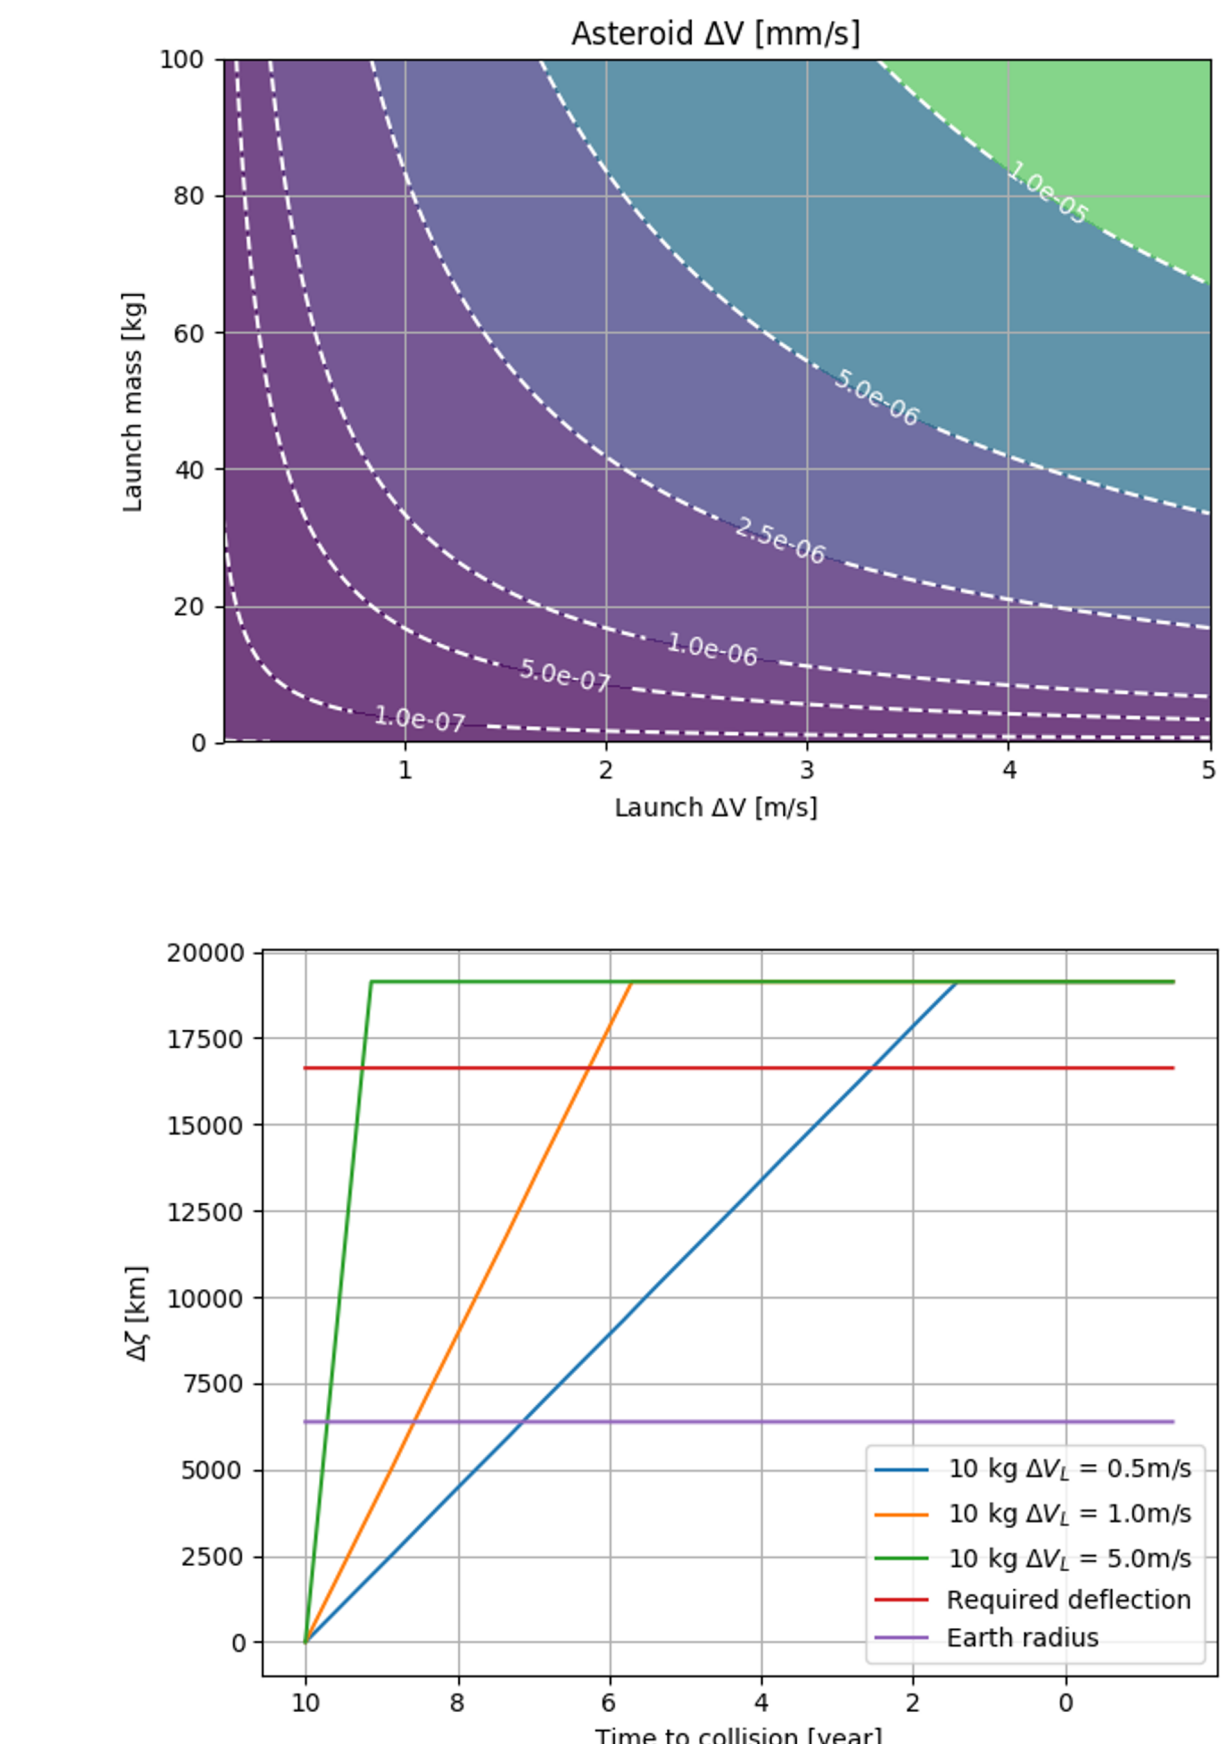 Asteroid ΔV [mm/s]
100
80
60
40
20
0
Launch mass [kg]
1.0e-05
5.0e-06
2.5e-06
1.0e-06
5.0e-07
1.0e-07
1 2 3 4 5
Launch ΔV [m/s]
20000
17500
15000
12500
10000
7500
5000
2500
0
Δζ [km]
10 kg ΔV_L = 0.5m/s
10 kg ΔV_L = 1.0m/s
10 kg ΔV_L = 5.0m/s
Required deflection
Earth radius
10 8 6 4 2 0
Time to collision [year]